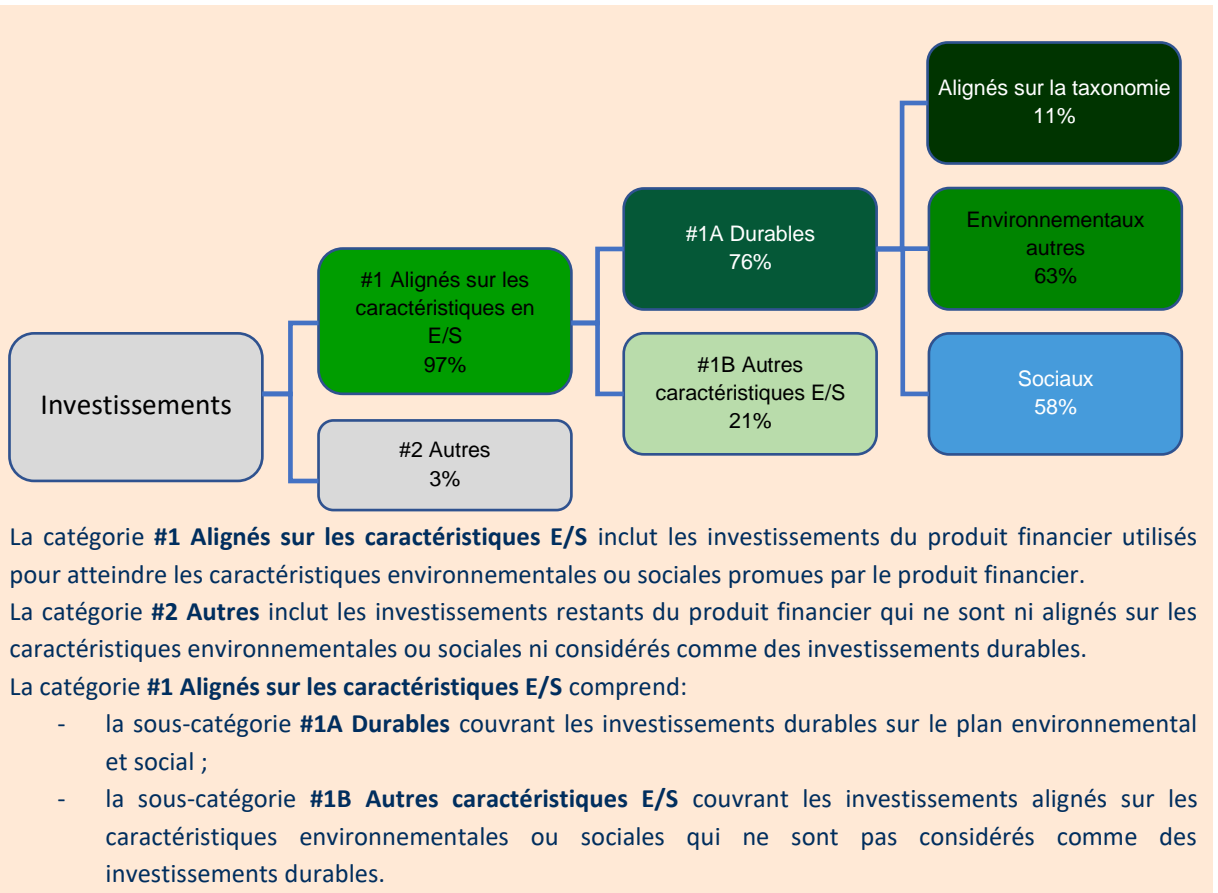 Alignés sur la taxonomie
11%
#1A Durables
76%
Environnementaux
autres
63%
#1 Alignés sur les
caractéristiques en
E/S
97%
Investissements
#1B Autres
caractéristiques E/S
21%
Sociaux
58%
#2 Autres
3%
La catégorie #1 Alignés sur les caractéristiques E/S inclut les investissements du produit financier utilisés
pour atteindre les caractéristiques environnementales ou sociales promues par le produit financier.
La catégorie #2 Autres inclut les investissements restants du produit financier qui ne sont ni alignés sur les
caractéristiques environnementales ou sociales ni considérés comme des investissements durables.
La catégorie #1 Alignés sur les caractéristiques E/S comprend:
- la sous-catégorie #1A Durables couvrant les investissements durables sur le plan environnemental
et social ;
- la sous-catégorie #1B Autres caractéristiques E/S couvrant les investissements alignés sur les
caractéristiques environnementales ou sociales qui ne sont pas considérés comme des
investissements durables.